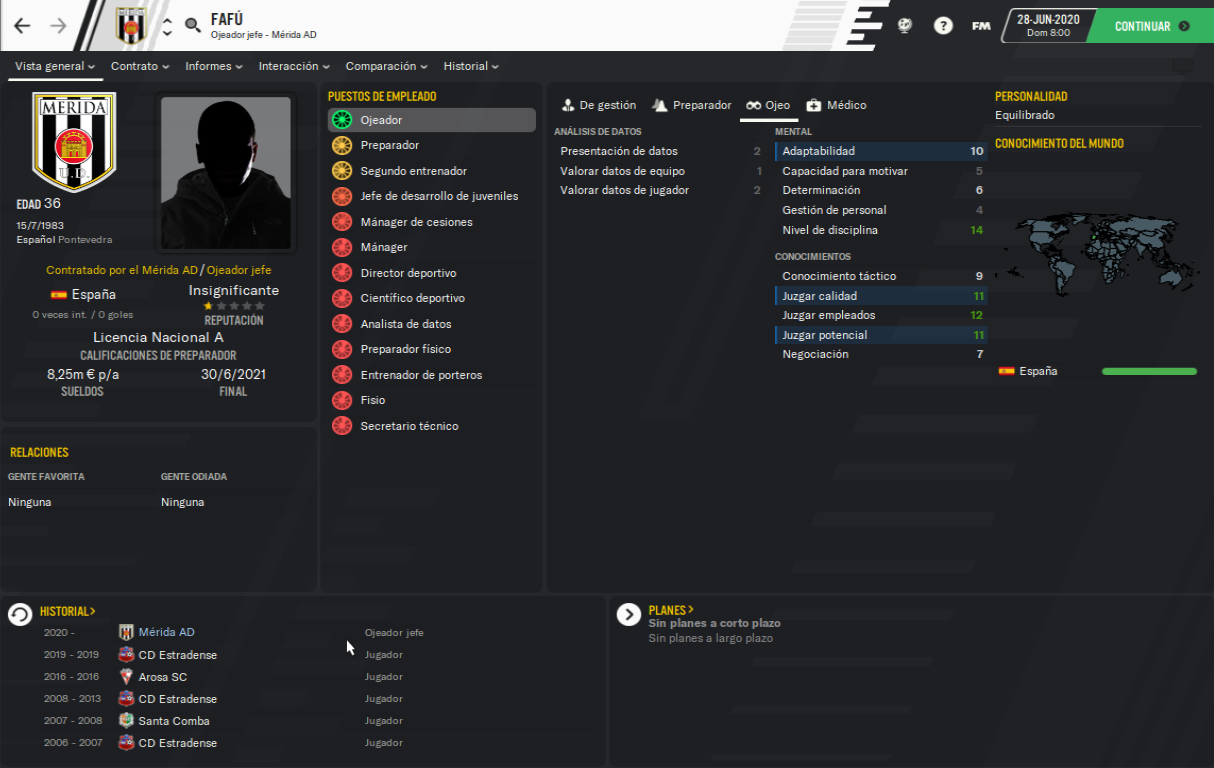 FAFÚ
Ojeador jefe - Mérida AD
?
FM
28-JUN-2020
Dom 8:00
CONTINUAR
Vista general
Contrato
Informes
Interacción
Comparación
Historial
MERIDA
U.D.
EDAD 36
15/7/1983
Español Pontevedra
Contratado por el Mérida AD / Ojeador jefe
España
0 veces int. / 0 goles
Insignificante
REPUTACIÓN
Licencia Nacional A
CALIFICACIONES DE PREPARADOR
8,25m € p/a
SUELDOS
30/6/2021
FINAL
RELACIONES
GENTE FAVORITA
Ninguna
GENTE ODIADA
Ninguna
PUESTOS DE EMPLEADO
Ojeador
Preparador
Segundo entrenador
Jefe de desarrollo de juveniles
Mánager de cesiones
Mánager
Director deportivo
Científico deportivo
Analista de datos
Preparador físico
Entrenador de porteros
Fisio
Secretario técnico
De gestión
Preparador
Ojeo
Médico
ANÁLISIS DE DATOS
Presentación de datos 2
Valorar datos de equipo 1
Valorar datos de jugador 2
MENTAL
Adaptabilidad 10
Capacidad para motivar 5
Determinación 6
Gestión de personal 4
Nivel de disciplina 14
CONOCIMIENTOS
Conocimiento táctico 9
Juzgar calidad 11
Juzgar empleados 12
Juzgar potencial 11
Negociación 7
PERSONALIDAD
Equilibrado
CONOCIMIENTO DEL MUNDO
España
HISTORIAL >
2020 - Mérida AD Ojeador jefe
2019 - 2019 CD Estradense Jugador
2016 - 2016 Arosa SC Jugador
2008 - 2013 CD Estradense Jugador
2007 - 2008 Santa Comba Jugador
2006 - 2007 CD Estradense Jugador
PLANES >
Sin planes a corto plazo
Sin planes a largo plazo